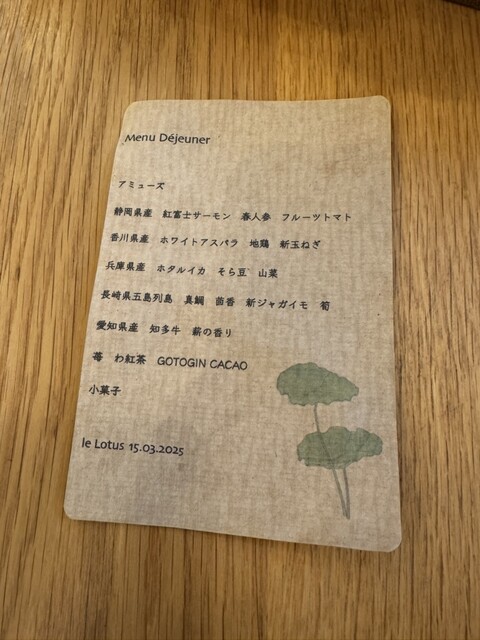 Menu Déjeuner
アミューズ
静岡県産 紅富士サーモン 春人参 フルーツトマト
香川県産 ホワイトアスパラ 地鶏 新玉ねぎ
兵庫県産 ホタルイカ そら豆 山菜
長崎県五島列島 真鯛 茴香 新ジャガイモ 筍
愛知県産 知多牛 薪の香り
苺 わ紅茶 GOTOGIN CACAO
小菓子
le Lotus 15.03.2025